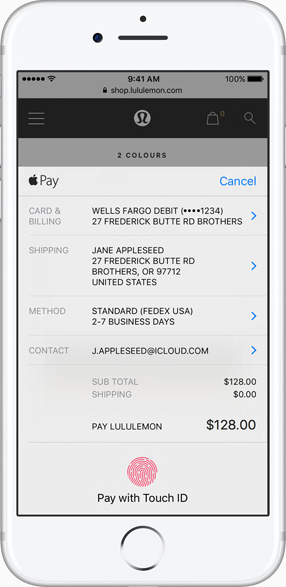 9:41 AM
100%
shop.lululemon.com
0
2 COLOURS
Pay
Cancel
CARD & BILLING
WELLS FARGO DEBIT (••••1234)
27 FREDERICK BUTTE RD BROTHERS
SHIPPING
JANE APPLESEED
27 FREDERICK BUTTE RD
BROTHERS, OR 97712
UNITED STATES
METHOD
STANDARD (FEDEX USA)
2-7 BUSINESS DAYS
CONTACT
J.APPLESEED@ICLOUD.COM
SUB TOTAL $128.00
SHIPPING $0.00
PAY LULULEMON $128.00
Pay with Touch ID